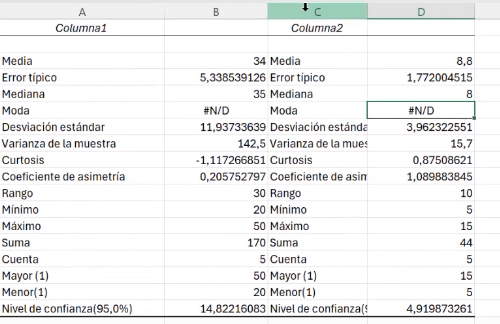 A B C D
Columna1 Columna2
Media 34 Media 8,8
Error típico 5,338539126 Error típico 1,772004515
Mediana 35 Mediana 8
Moda #N/D Moda #N/D
Desviación estándar 11,93733639 Desviación estánda 3,962322551
Varianza de la muestra 142,5 Varianza de la mues 15,7
Curtosis -1,117266851 Curtosis 0,87508621
Coeficiente de asimetría 0,205752797 Coeficiente de asim 1,089883845
Rango 30 Rango 10
Mínimo 20 Mínimo 5
Máximo 50 Máximo 15
Suma 170 Suma 44
Cuenta 5 Cuenta 5
Mayor (1) 50 Mayor (1) 15
Menor(1) 20 Menor(1) 5
Nivel de confianza(95,0%) 14,82216083 Nivel de confianza(9 4,919873261